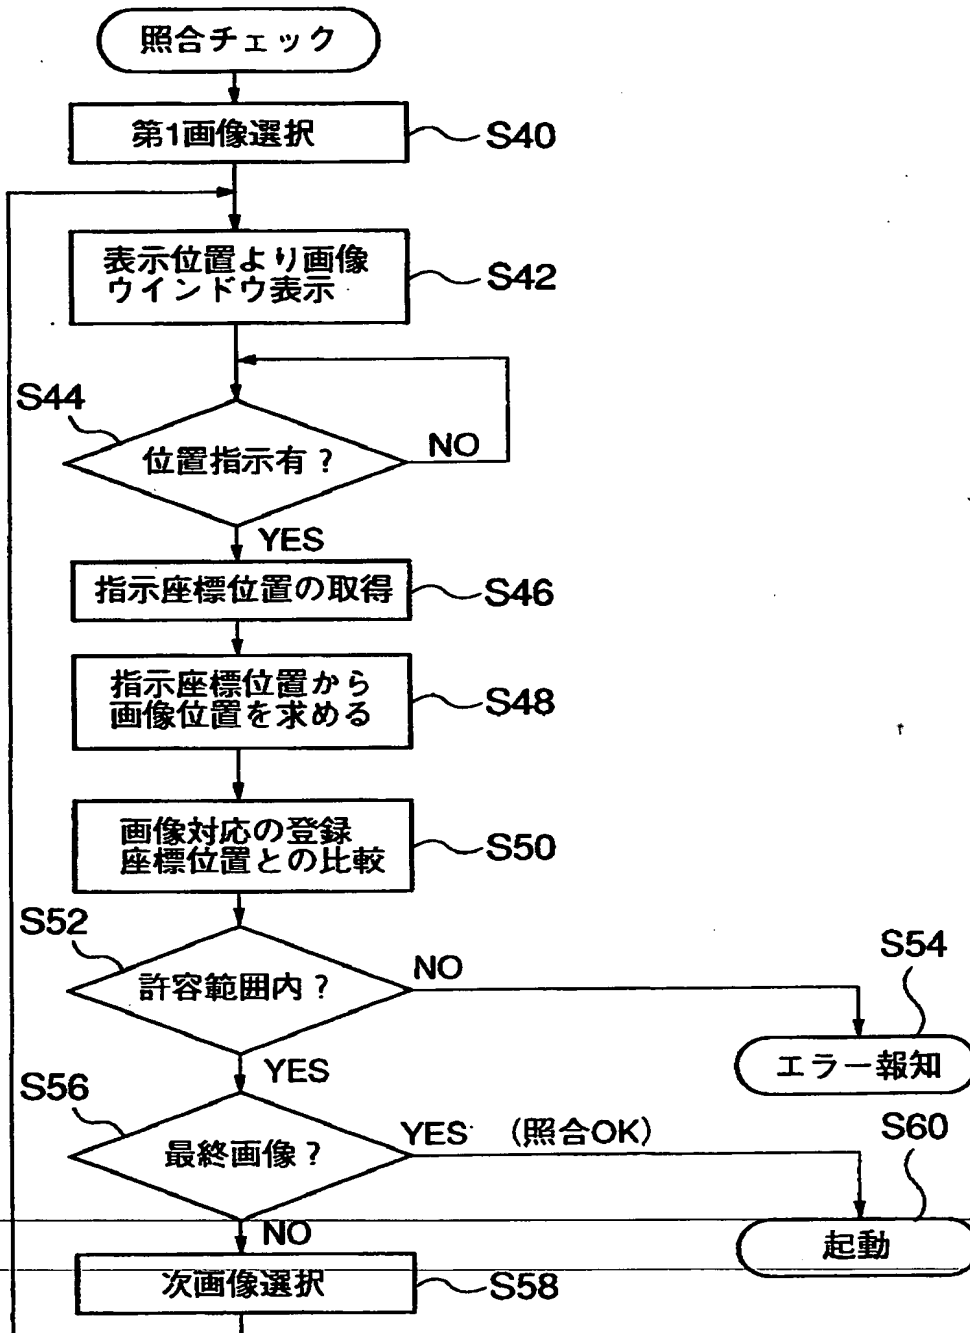 照合チェック
第1画像選択
S40
表示位置より画像
ウインドウ表示
S42
S44
位置指示有?
NO
YES
指示座標位置の取得
S46
指示座標位置から
画像位置を求める
S48
画像対応の登録
座標位置との比較
S50
S52
許容範囲内?
NO
S54
エラー報知
YES
S56
最終画像?
YES (照合OK)
S60
起動
NO
次画像選択
S58